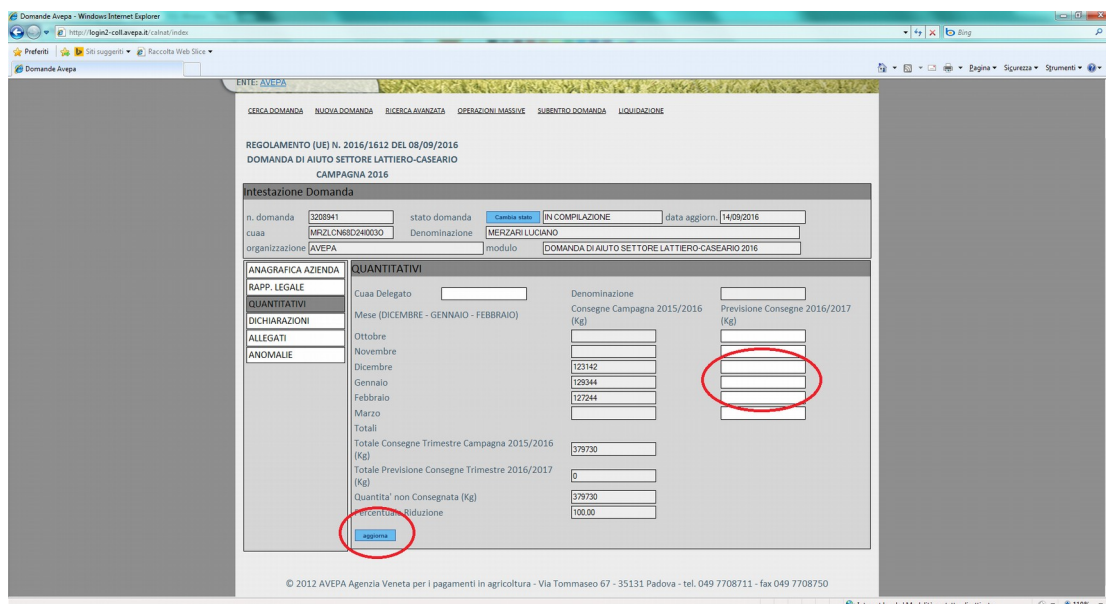 Domande Avepa - Windows Internet Explorer
http://login2-coll.avepa.it/calnat/index
Bing
Preferiti Siti suggeriti Raccolta Web Slice
Domande Avepa
Pagina Sicurezza Strumenti
ENTE: AVEPA
CERCA DOMANDA NUOVA DOMANDA RICERCA AVANZATA OPERAZIONI MASSIVE SUBENTRO DOMANDA LIQUIDAZIONE
REGOLAMENTO (UE) N. 2016/1612 DEL 08/09/2016
DOMANDA DI AIUTO SETTORE LATTIERO-CASEARIO
CAMPAGNA 2016
Intestazione Domanda
n. domanda 3208941 stato domanda Cambia stato IN COMPILAZIONE data aggiorn. 14/09/2016
cuaa MRZLCN68D24I003O Denominazione MERZARI LUCIANO
organizzazione AVEPA modulo DOMANDA DI AIUTO SETTORE LATTIERO-CASEARIO 2016
ANAGRAFICA AZIENDA
RAPP. LEGALE
QUANTITATIVI
DICHIARAZIONI
ALLEGATI
ANOMALIE
QUANTITATIVI
Cuaa Delegato Denominazione
Mese (DICEMBRE - GENNAIO - FEBBRAIO) Consegne Campagna 2015/2016 (Kg) Previsione Consegne 2016/2017 (Kg)
Ottobre
Novembre
Dicembre 123142
Gennaio 129344
Febbraio 127244
Marzo
Totali
Totale Consegne Trimestre Campagna 2015/2016 (Kg) 379730
Totale Previsione Consegne Trimestre 2016/2017 (Kg) 0
Quantita' non Consegnata (Kg) 379730
Percentuale Riduzione 100,00
aggiorna
© 2012 AVEPA Agenzia Veneta per i pagamenti in agricoltura - Via Tommaseo 67 - 35131 Padova - tel. 049 7708711 - fax 049 7708750